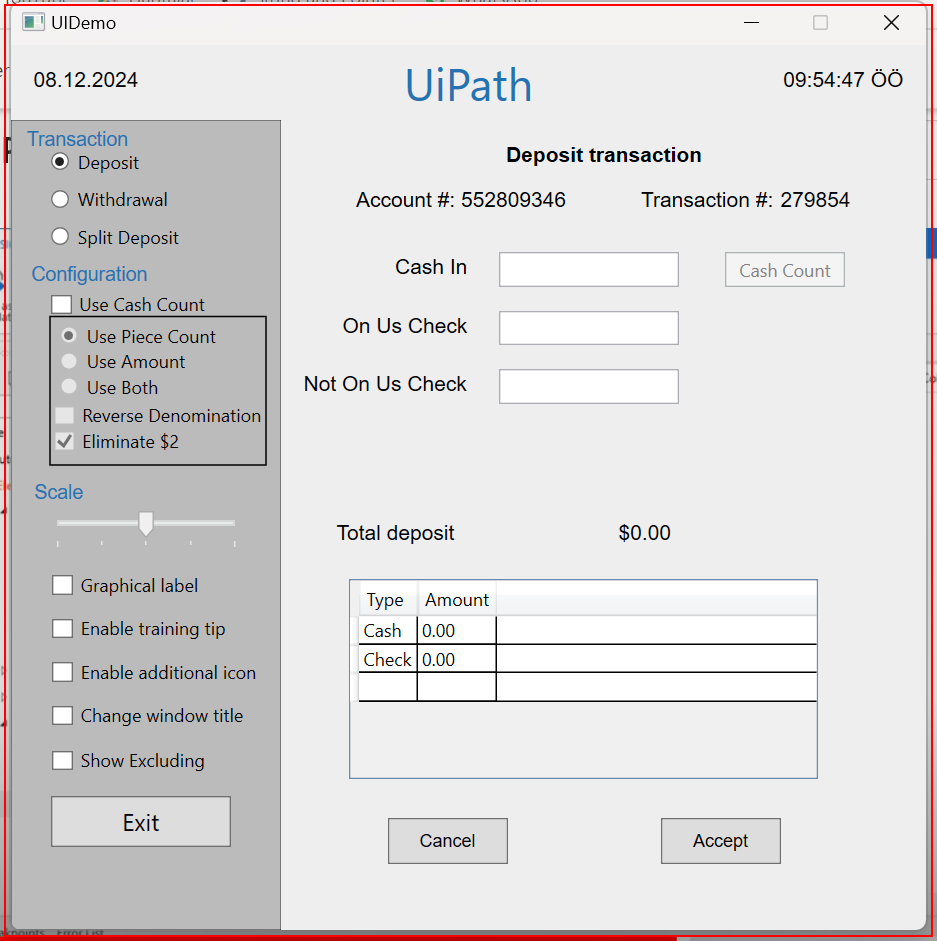 UIDemo
08.12.2024
UiPath
09:54:47 ÖÖ
Transaction
Deposit
Withdrawal
Split Deposit
Configuration
Use Cash Count
Use Piece Count
Use Amount
Use Both
Reverse Denomination
Eliminate $2
Scale
Graphical label
Enable training tip
Enable additional icon
Change window title
Show Excluding
Exit
Deposit transaction
Account #: 552809346 Transaction #: 279854
Cash In
Cash Count
On Us Check
Not On Us Check
Total deposit $0.00
Type Amount
Cash 0.00
Check 0.00
Cancel Accept
Error List